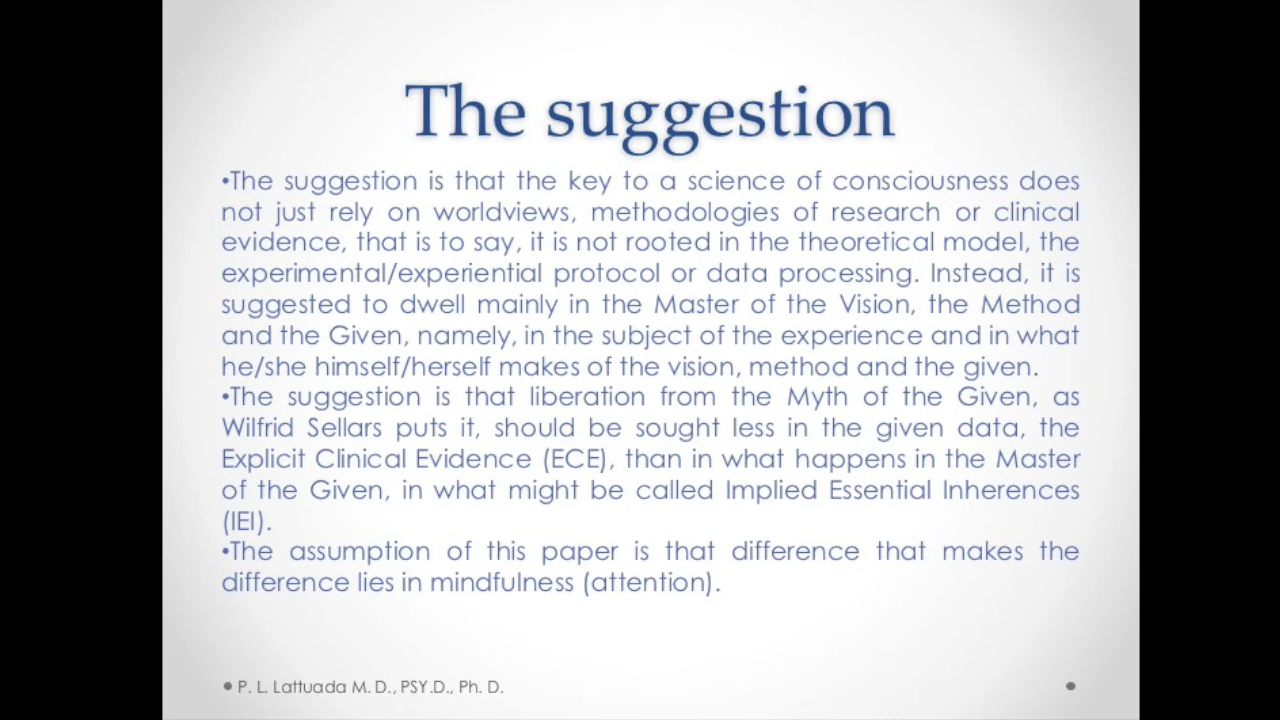 The suggestion
•The suggestion is that the key to a science of consciousness does
not just rely on worldviews, methodologies of research or clinical
evidence, that is to say, it is not rooted in the theoretical model, the
experimental/experiential protocol or data processing. Instead, it is
suggested to dwell mainly in the Master of the Vision, the Method
and the Given, namely, in the subject of the experience and in what
he/she himself/herself makes of the vision, method and the given.
•The suggestion is that liberation from the Myth of the Given, as
Wilfrid Sellars puts it, should be sought less in the given data, the
Explicit Clinical Evidence (ECE), than in what happens in the Master
of the Given, in what might be called Implied Essential Inherences
(IEI).
•The assumption of this paper is that difference that makes the
difference lies in mindfulness (attention).
• P. L. Lattuada M. D., PSY.D., Ph. D.